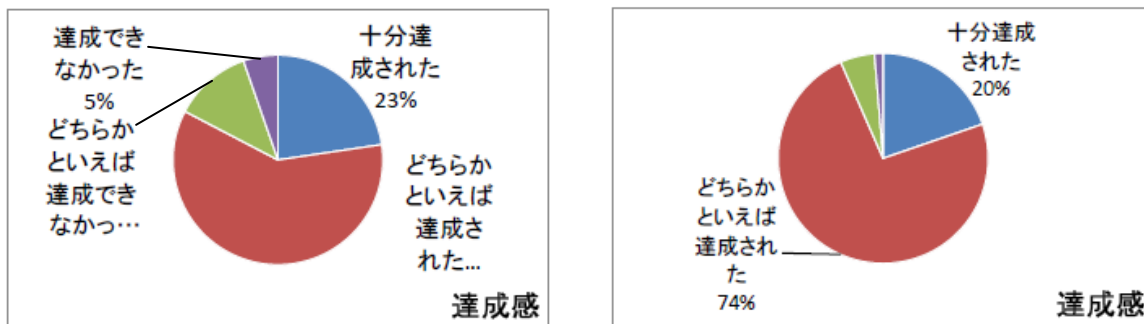 達成でき
なかった
5%
どちらか
といえば
達成でき
なかっ…
十分達
成された
23%
どちらか
といえば
達成さ
れた...
達成感
十分達成
された
20%
どちらか
といえば
達成され
た
74%
達成感